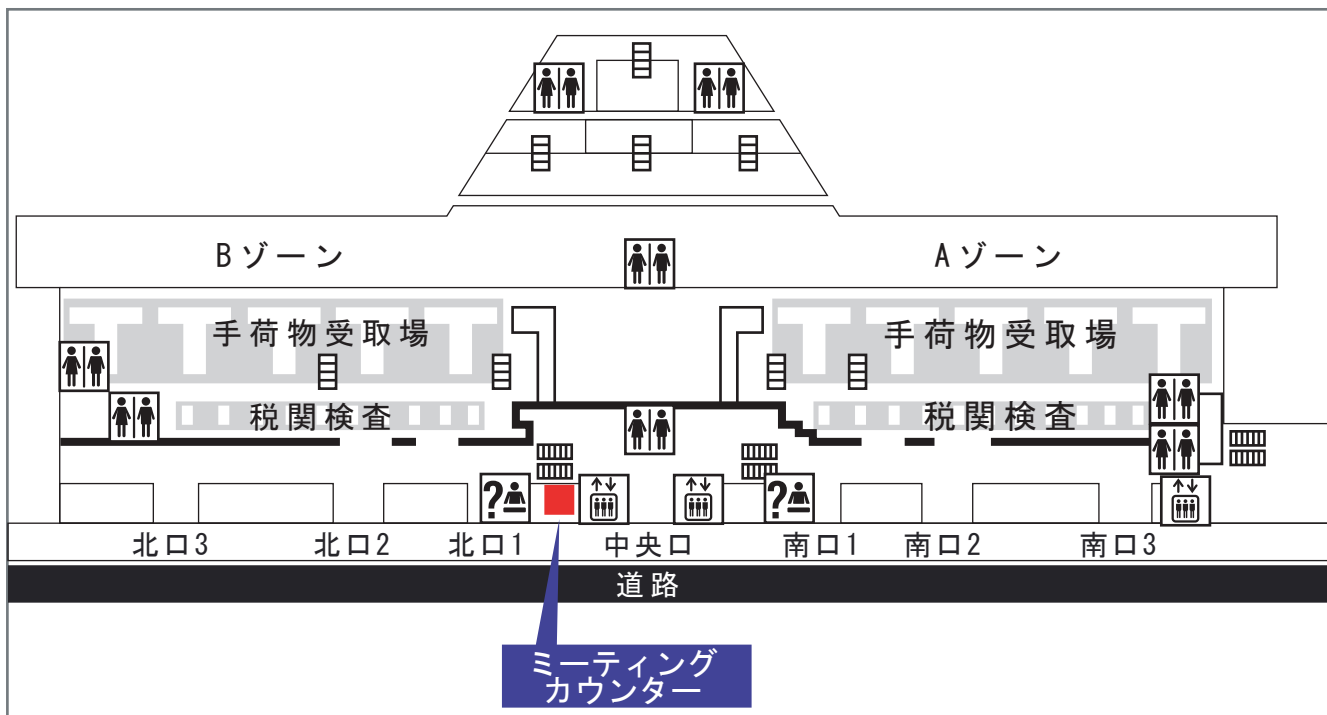 Bゾーン
Aゾーン
手荷物受取場
手荷物受取場
税関検査
税関検査
?
?
北口3
北口2
北口1
中央口
南口1
南口2
南口3
道路
ミーティング
カウンター